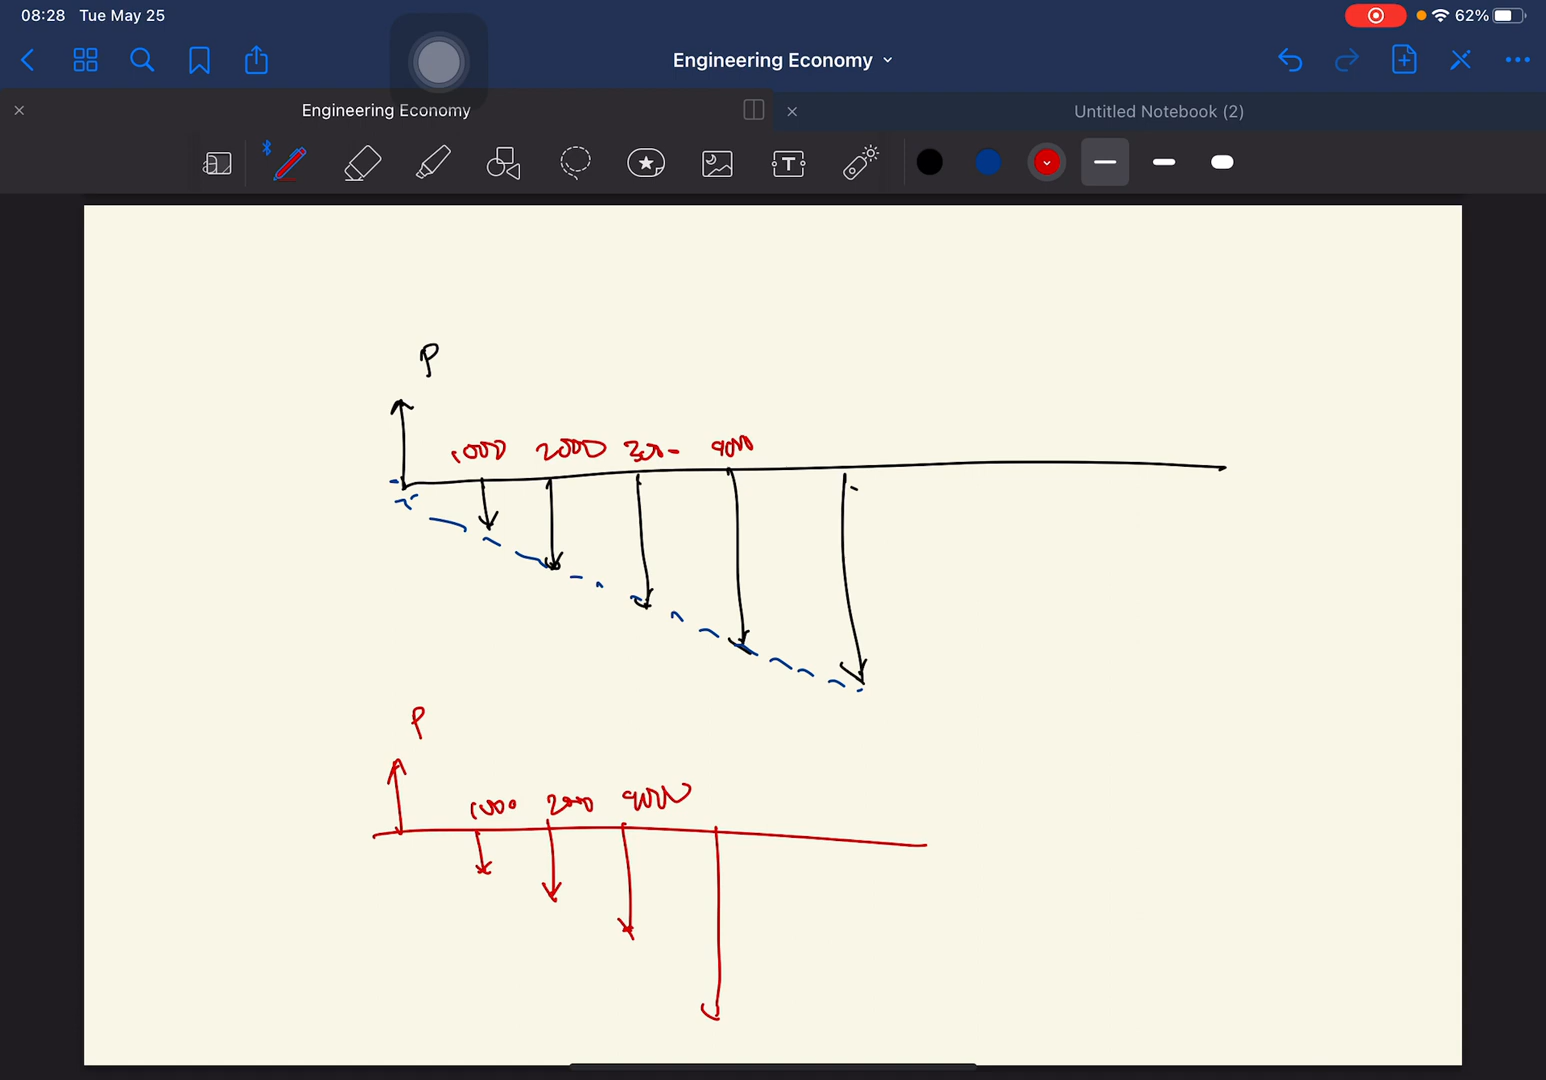 08:28 Tue May 25 62%
Engineering Economy
Engineering Economy Untitled Notebook (2)
T
P
1000 2000 300- 4000
P
1000 2000 4000